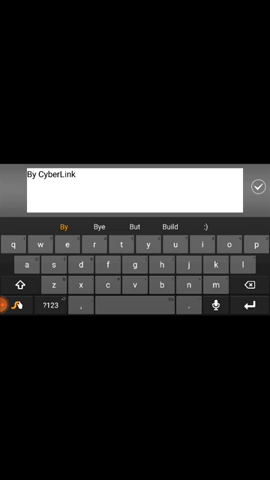 By CyberLink
By Bye But Build :)
q w e r t y u i o p
a s d f g h j k l
z x c v b n m
?123 , .